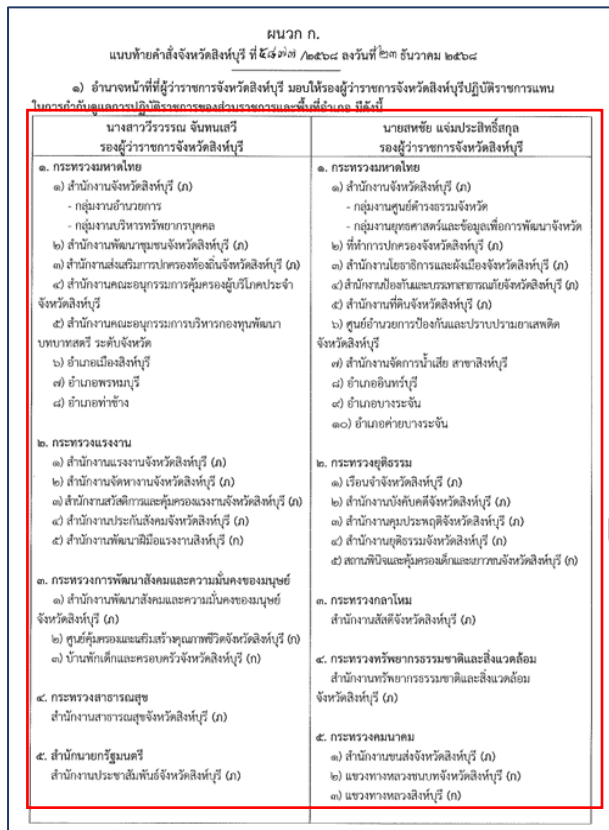 ผนวก ก.
แนบท้ายคำสั่งจังหวัดสิงห์บุรี ที่ /๒๕๖๘ ลงวันที่ ๒๓ ธันวาคม ๒๕๖๘
๑) อำนาจหน้าที่ที่ผู้ว่าราชการจังหวัดสิงห์บุรี มอบให้รองผู้ว่าราชการจังหวัดสิงห์บุรีปฏิบัติราชการแทน
ในการกำกับดูแลการปฏิบัติราชการของส่วนราชการและพื้นที่อำเภอ มีดังนี้
นางสาววีรวรรณ จันทนเสวี
รองผู้ว่าราชการจังหวัดสิงห์บุรี
๑. กระทรวงมหาดไทย
๑) สำนักงานจังหวัดสิงห์บุรี (ภ)
- กลุ่มงานอำนวยการ
- กลุ่มงานบริหารทรัพยากรบุคคล
๒) สำนักงานพัฒนาชุมชนจังหวัดสิงห์บุรี (ภ)
๓) สำนักงานส่งเสริมการปกครองท้องถิ่นจังหวัดสิงห์บุรี (ภ)
๔) สำนักงานคณะอนุกรรมการคุ้มครองผู้บริโภคประจำ
จังหวัดสิงห์บุรี
๕) สำนักงานคณะอนุกรรมการบริหารกองทุนพัฒนา
บทบาทสตรี ระดับจังหวัด
๖) อำเภอเมืองสิงห์บุรี
๗) อำเภอพรหมบุรี
๘) อำเภอท่าช้าง
๒. กระทรวงแรงงาน
๑) สำนักงานแรงงานจังหวัดสิงห์บุรี (ภ)
๒) สำนักงานจัดหางานจังหวัดสิงห์บุรี (ภ)
๓) สำนักงานสวัสดิการและคุ้มครองแรงงานจังหวัดสิงห์บุรี (ภ)
๔) สำนักงานประกันสังคมจังหวัดสิงห์บุรี (ภ)
๕) สำนักงานพัฒนาฝีมือแรงงานสิงห์บุรี (ก)
๓. กระทรวงการพัฒนาสังคมและความมั่นคงของมนุษย์
๑) สำนักงานพัฒนาสังคมและความมั่นคงของมนุษย์
จังหวัดสิงห์บุรี (ภ)
๒) ศูนย์คุ้มครองและเสริมสร้างคุณภาพชีวิตจังหวัดสิงห์บุรี (ก)
๓) บ้านพักเด็กและครอบครัวจังหวัดสิงห์บุรี (ก)
๔. กระทรวงสาธารณสุข
สำนักงานสาธารณสุขจังหวัดสิงห์บุรี (ภ)
๕. สำนักนายกรัฐมนตรี
สำนักงานประชาสัมพันธ์จังหวัดสิงห์บุรี (ภ)
นายสหชัย แจ่มประสิทธิ์สกุล
รองผู้ว่าราชการจังหวัดสิงห์บุรี
๑. กระทรวงมหาดไทย
๑) สำนักงานจังหวัดสิงห์บุรี (ภ)
- กลุ่มงานศูนย์ดำรงธรรมจังหวัด
- กลุ่มงานยุทธศาสตร์และข้อมูลเพื่อการพัฒนาจังหวัด
๒) ที่ทำการปกครองจังหวัดสิงห์บุรี (ภ)
๓) สำนักงานโยธาธิการและผังเมืองจังหวัดสิงห์บุรี (ภ)
๔) สำนักงานป้องกันและบรรเทาสาธารณภัยจังหวัดสิงห์บุรี (ภ)
๕) สำนักงานที่ดินจังหวัดสิงห์บุรี (ภ)
๖) ศูนย์อำนวยการป้องกันและปราบปรามยาเสพติด
จังหวัดสิงห์บุรี
๗) สำนักงานจัดการน้ำเสีย สาขาสิงห์บุรี
๘) อำเภออินทร์บุรี
๙) อำเภอบางระจัน
๑๐) อำเภอค่ายบางระจัน
๒. กระทรวงยุติธรรม
๑) เรือนจำจังหวัดสิงห์บุรี (ภ)
๒) สำนักงานบังคับคดีจังหวัดสิงห์บุรี (ภ)
๓) สำนักงานคุมประพฤติจังหวัดสิงห์บุรี (ภ)
๔) สำนักงานยุติธรรมจังหวัดสิงห์บุรี (ภ)
๕) สถานพินิจและคุ้มครองเด็กและเยาวชนจังหวัดสิงห์บุรี (ก)
๓. กระทรวงกลาโหม
สำนักงานสัสดีจังหวัดสิงห์บุรี (ภ)
๔. กระทรวงทรัพยากรธรรมชาติและสิ่งแวดล้อม
สำนักงานทรัพยากรธรรมชาติและสิ่งแวดล้อม
จังหวัดสิงห์บุรี (ภ)
๕. กระทรวงคมนาคม
๑) สำนักงานขนส่งจังหวัดสิงห์บุรี (ภ)
๒) แขวงทางหลวงชนบทจังหวัดสิงห์บุรี (ก)
๓) แขวงทางหลวงสิงห์บุรี (ก)